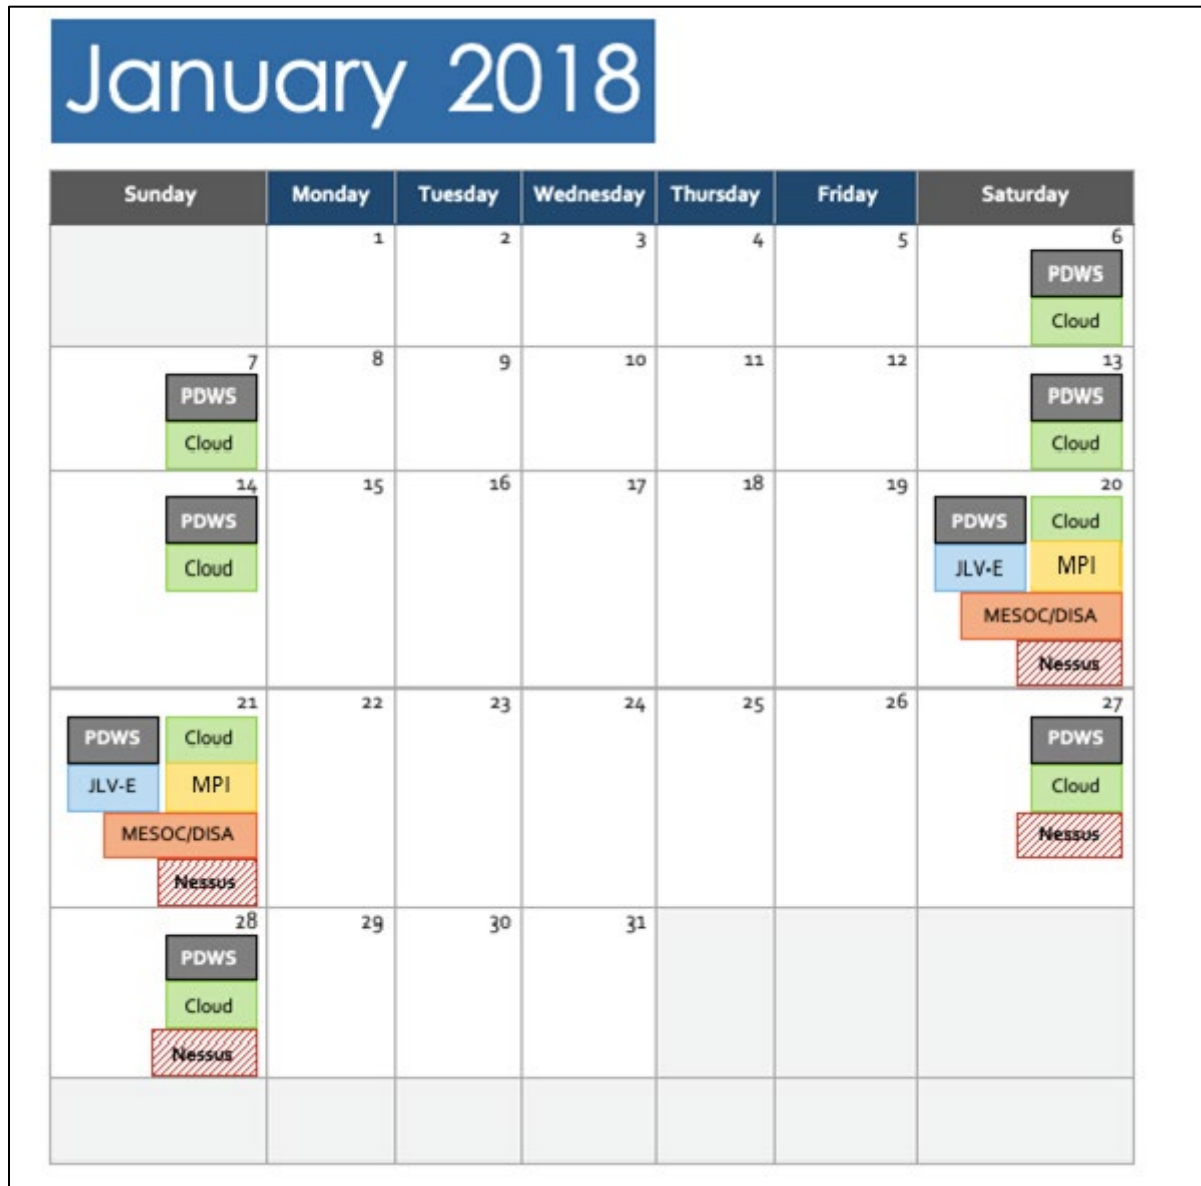 January 2018
Sunday Monday Tuesday Wednesday Thursday Friday Saturday
1 2 3 4 5 6
PDWS
Cloud
7 8 9 10 11 12 13
PDWS PDWS
Cloud Cloud
14 15 16 17 18 19 20
PDWS PDWS Cloud
Cloud JLV-E MPI
MESOC/DISA
Nessus
21 22 23 24 25 26 27
PDWS Cloud PDWS
JLV-E MPI Cloud
MESOC/DISA Nessus
Nessus
28 29 30 31
PDWS
Cloud
Nessus